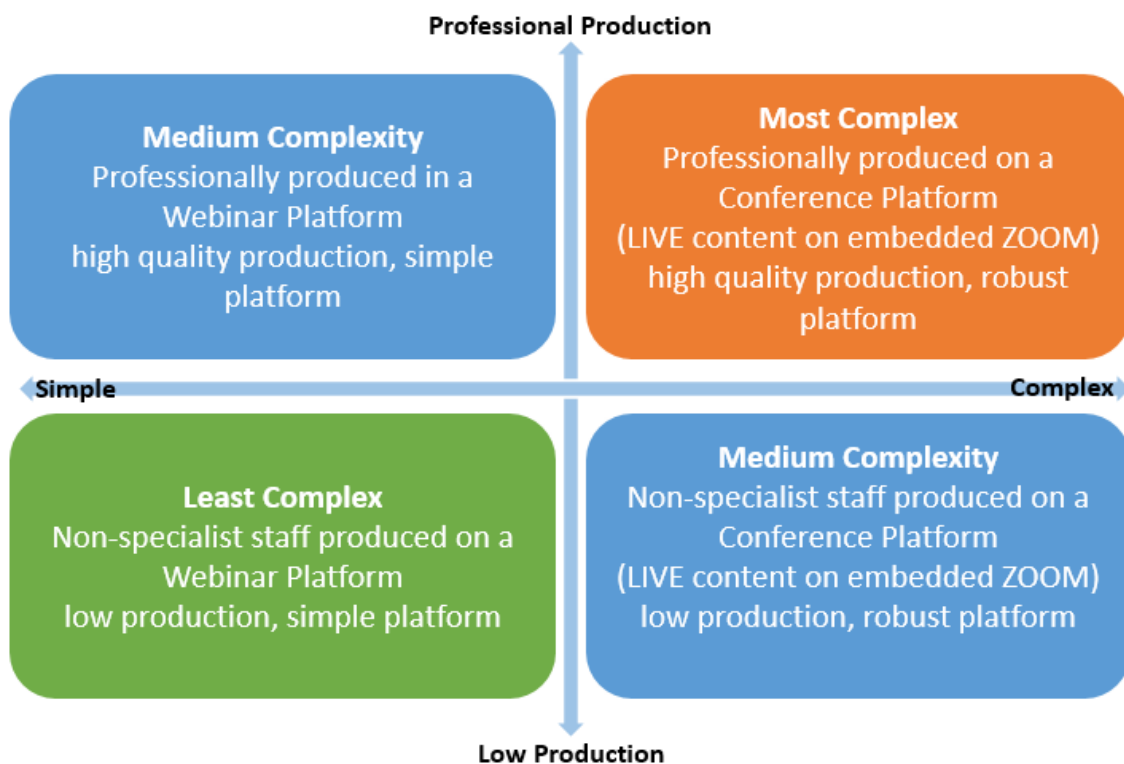 Professional Production
Medium Complexity
Professionally produced in a
Webinar Platform
high quality production, simple
platform
Most Complex
Professionally produced on a
Conference Platform
(LIVE content on embedded ZOOM)
high quality production, robust
platform
Simple
Complex
Least Complex
Non-specialist staff produced on a
Webinar Platform
low production, simple platform
Medium Complexity
Non-specialist staff produced on a
Conference Platform
(LIVE content on embedded ZOOM)
low production, robust platform
Low Production